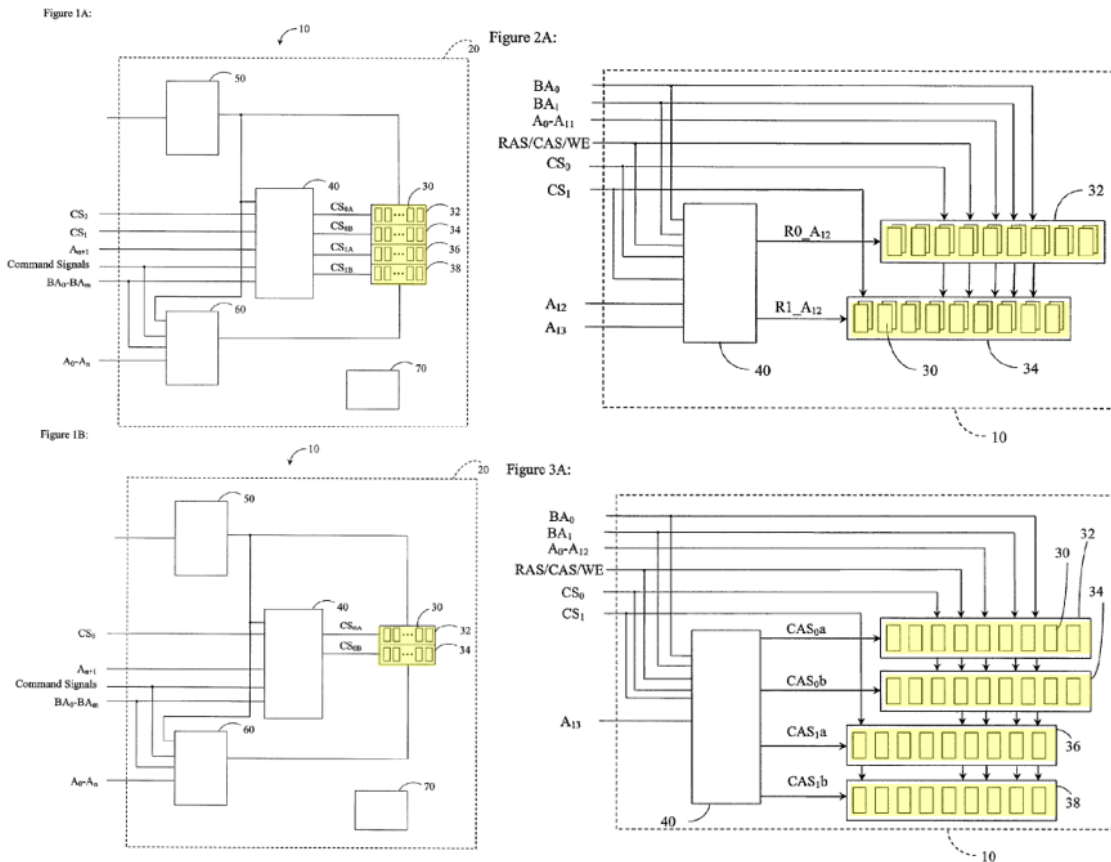 Figure 1A:
10
20
50
40
30
CS0A
32
CS0
CS0B
34
CS1
CS1A
36
An+1
CS1B
38
Command Signals
BA0-BAm
60
A0-An
70
Figure 2A:
BA0
BA1
A0-A11
RAS/CAS/WE
CS0
CS1
32
R0_A12
A12
R1_A12
A13
40
30
34
10
Figure 1B:
10
20
50
40
30
CS0A
32
CS0
CS0B
34
An+1
Command Signals
BA0-BAm
60
A0-An
70
Figure 3A:
BA0
BA1
A0-A12
RAS/CAS/WE
CS0
CS1
30
32
34
CAS0a
CAS0b
A13
CAS1a
36
CAS1b
38
40
10